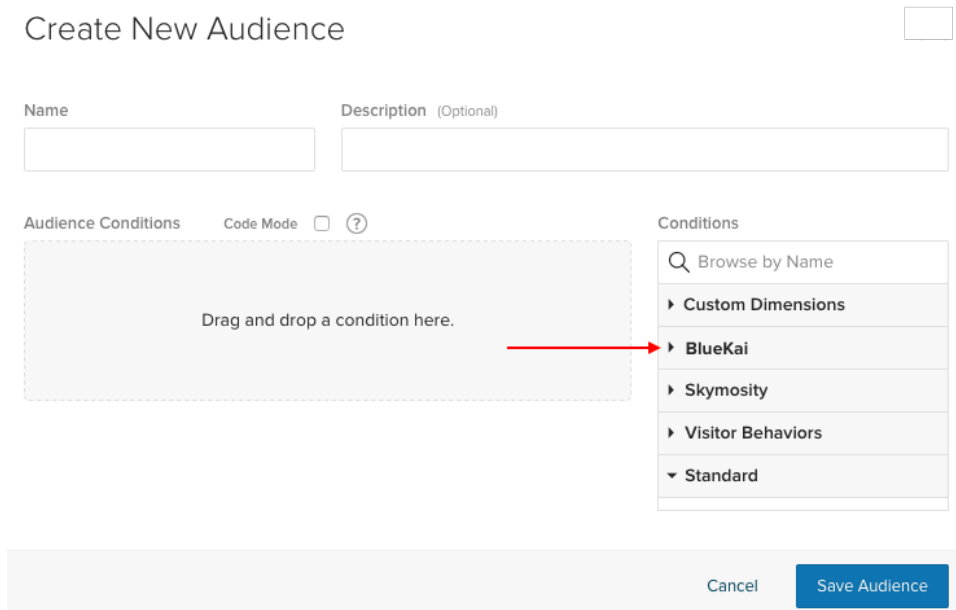 Create New Audience
Name
Description (Optional)
Audience Conditions Code Mode ?
Drag and drop a condition here.
Conditions
Browse by Name
Custom Dimensions
BlueKai
Skymosity
Visitor Behaviors
Standard
Cancel
Save Audience